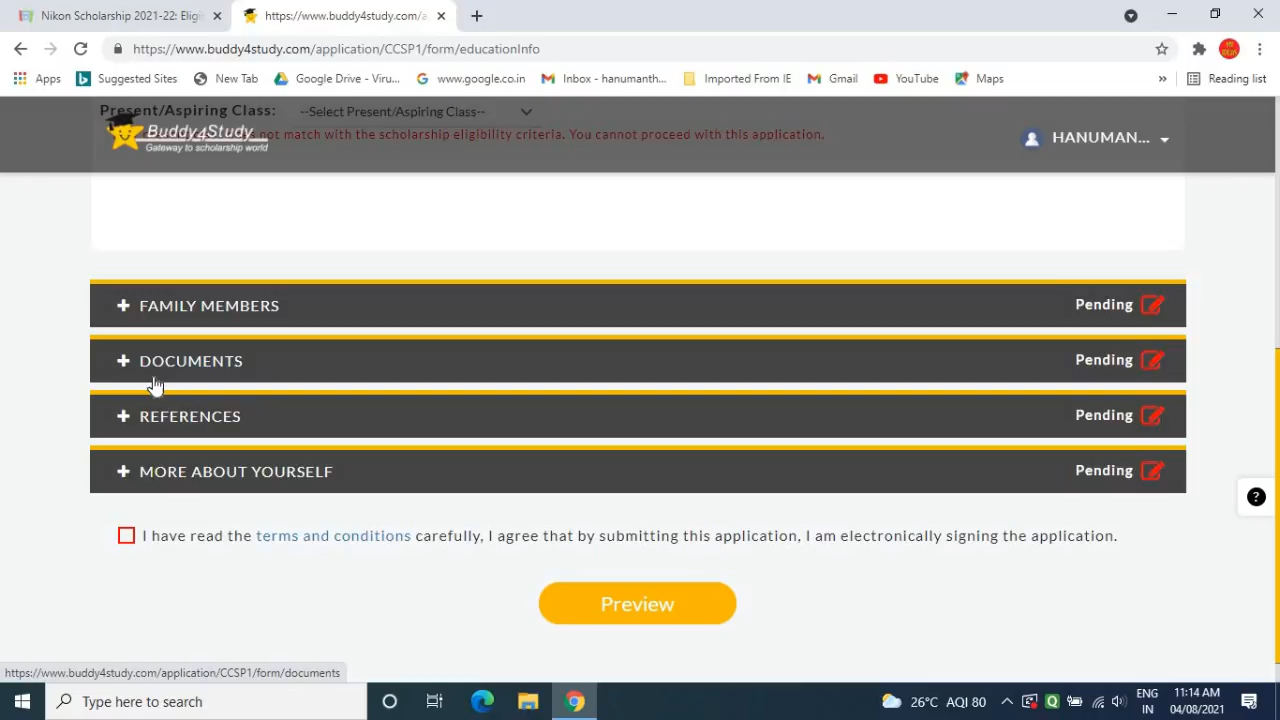 Nikon Scholarship 2021-22: Eligi
https://www.buddy4study.com/a
https://www.buddy4study.com/application/CCSP1/form/educationInfo
Apps
Suggested Sites
New Tab
Google Drive - Viru...
www.google.co.in
Inbox - hanumanth...
Imported From IE
Gmail
YouTube
Maps
»
Reading list
Present/Aspiring Class: --Select Present/Aspiring Class--
not match with the scholarship eligibility criteria. You cannot proceed with this application.
Buddy4Study
Gateway to scholarship world
HANUMAN...
+ FAMILY MEMBERS Pending
+ DOCUMENTS Pending
+ REFERENCES Pending
+ MORE ABOUT YOURSELF Pending
?
I have read the terms and conditions carefully, I agree that by submitting this application, I am electronically signing the application.
Preview
https://www.buddy4study.com/application/CCSP1/form/documents
Type here to search
26°C AQI 80
ENG
IN
11:14 AM
04/08/2021